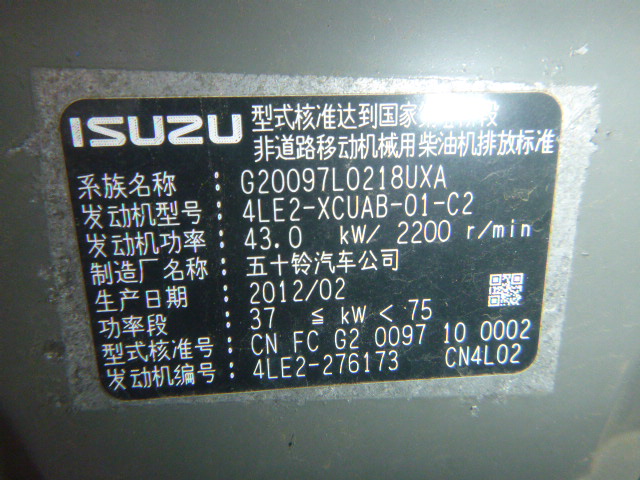 ISUZU
型式核准达到国家第 阶段
非道路移动机械用柴油机排放标准
系族名称 : G20097L0218UXA
发动机型号: 4LE2-XCUAB-01-C2
发动机功率: 43.0 kW/ 2200 r/min
制造厂名称: 五十铃汽车公司
生产日期 : 2012/02
功率段 : 37 ≦ kW < 75
型式核准号: CN FC G2 0097 10 0002
发动机编号: 4LE2-276173 CN4L02